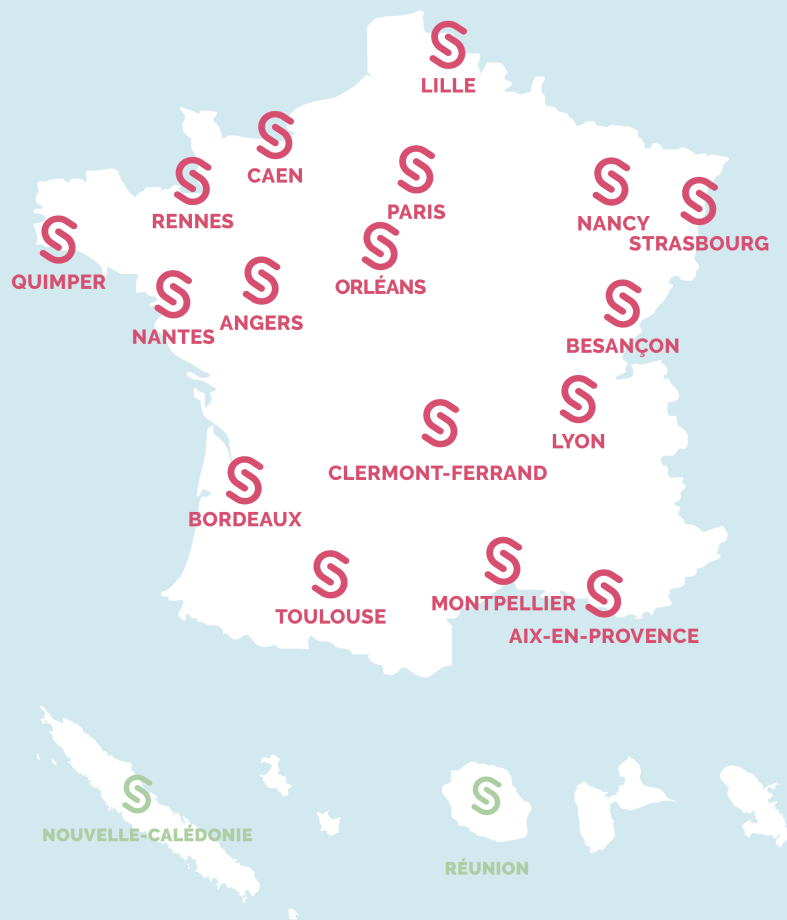 LILLE
CAEN
PARIS
RENNES
NANCY
STRASBOURG
QUIMPER
ORLÉANS
ANGERS
NANTES
BESANÇON
LYON
CLERMONT-FERRAND
BORDEAUX
MONTPELLIER
TOULOUSE
AIX-EN-PROVENCE
NOUVELLE-CALÉDONIE
RÉUNION